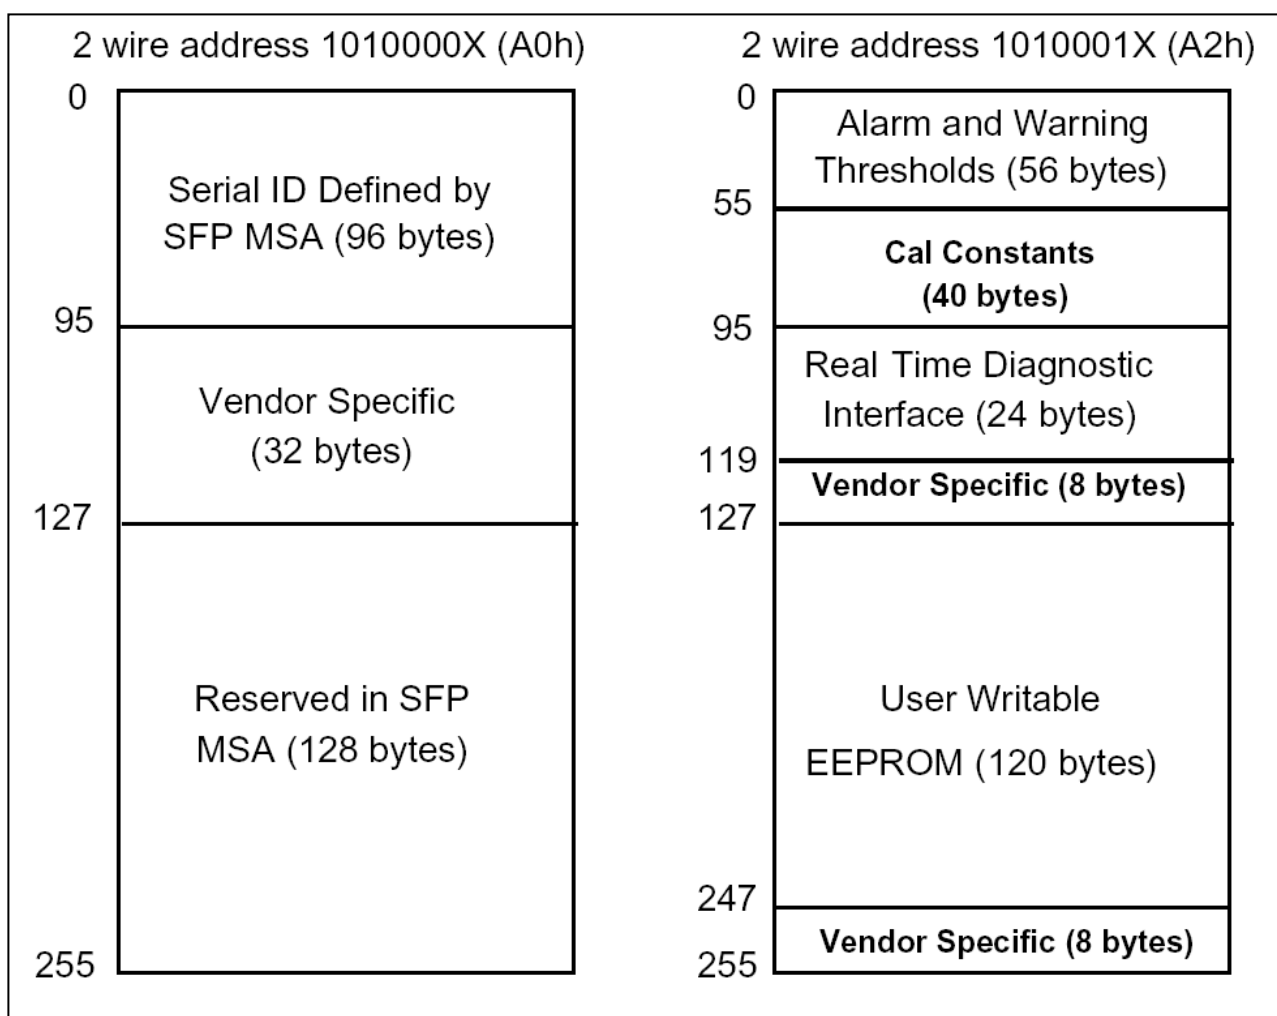 2 wire address 1010000X (A0h)
0
Serial ID Defined by
SFP MSA (96 bytes)
95
Vendor Specific
(32 bytes)
127
Reserved in SFP
MSA (128 bytes)
255
2 wire address 1010001X (A2h)
0
Alarm and Warning
Thresholds (56 bytes)
55
Cal Constants
(40 bytes)
95
Real Time Diagnostic
Interface (24 bytes)
119
Vendor Specific (8 bytes)
127
User Writable
EEPROM (120 bytes)
247
Vendor Specific (8 bytes)
255